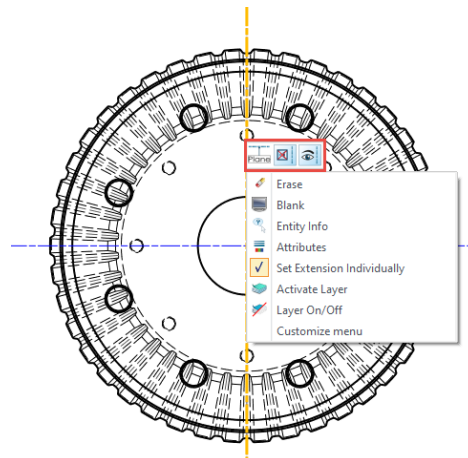 Plane
Erase
Blank
Entity Info
Attributes
Set Extension Individually
Activate Layer
Layer On/Off
Customize menu